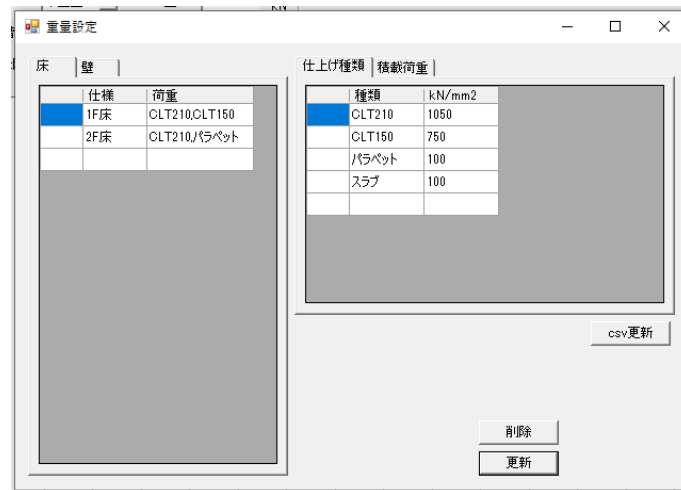 KN
重量設定
床 壁
仕様 荷重
1F床 CLT210,CLT150
2F床 CLT210,パラペット
仕上げ種類 積載荷重
種類 kN/mm2
CLT210 1050
CLT150 750
パラペット 100
スラブ 100
csv更新
削除
更新